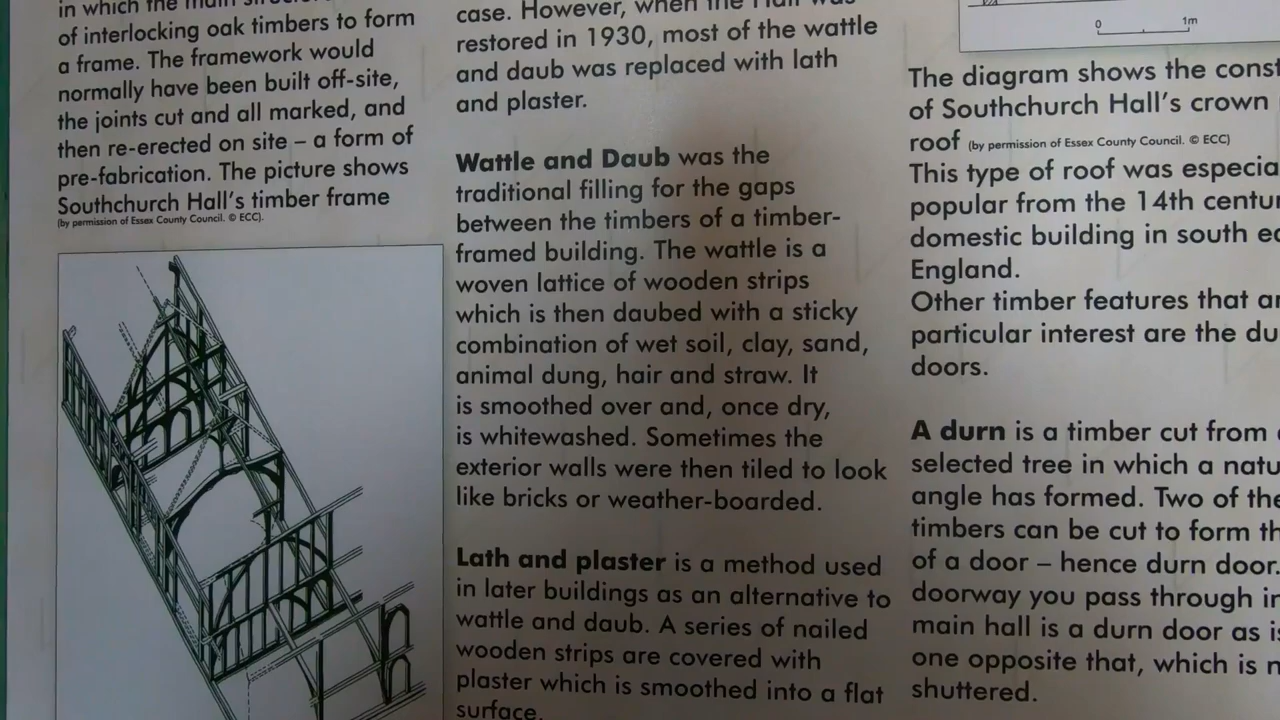 in which the main
of interlocking oak timbers to form
a frame. The framework would
normally have been built off-site,
the joints cut and all marked, and
then re-erected on site – a form of
pre-fabrication. The picture shows
Southchurch Hall's timber frame
(by permission of Essex County Council. © ECC).
case. However, when the Hall was
restored in 1930, most of the wattle
and daub was replaced with lath
and plaster.
Wattle and Daub was the
traditional filling for the gaps
between the timbers of a timber-
framed building. The wattle is a
woven lattice of wooden strips
which is then daubed with a sticky
combination of wet soil, clay, sand,
animal dung, hair and straw. It
is smoothed over and, once dry,
is whitewashed. Sometimes the
exterior walls were then tiled to look
like bricks or weather-boarded.
Lath and plaster is a method used
in later buildings as an alternative to
wattle and daub. A series of nailed
wooden strips are covered with
plaster which is smoothed into a flat
surface.
0 1m
The diagram shows the
of Southchurch Hall's crown
roof (by permission of Essex County Council. © ECC)
This type of roof was
popular from the 14th
domestic building in south
England.
Other timber features that
particular interest are the
doors.
A durn is a timber cut from
selected tree in which a
angle has formed. Two of
timbers can be cut to form
of a door – hence durn door.
doorway you pass through
main hall is a durn door as
one opposite that, which is
shuttered.